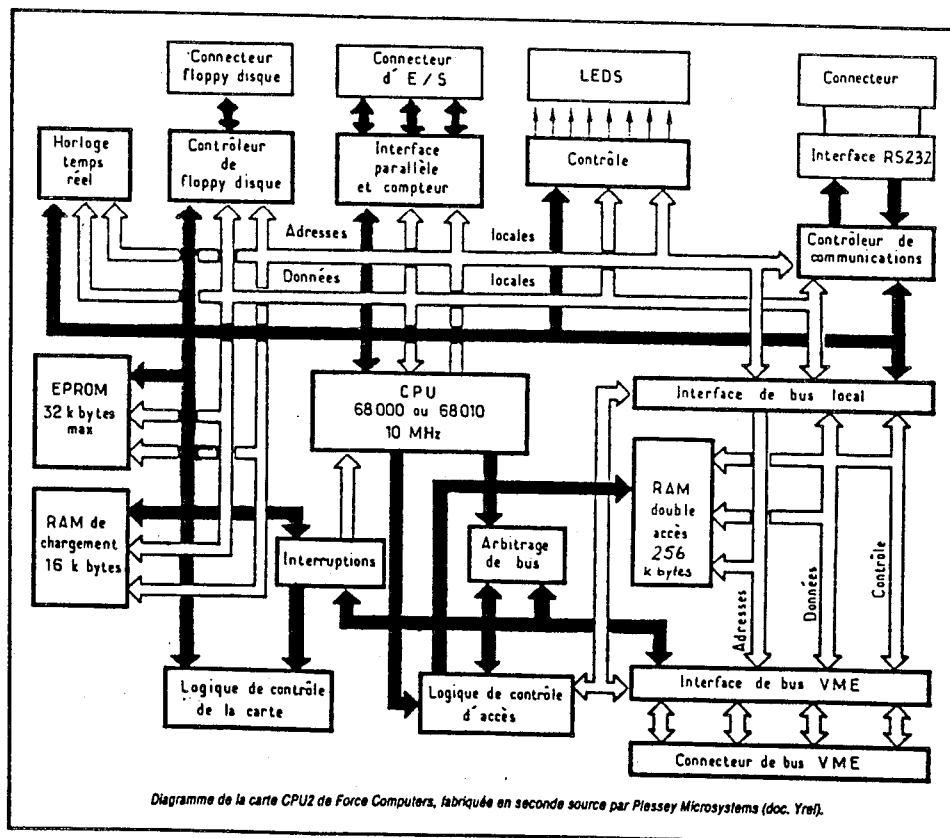 Connecteur
floppy disque
Connecteur
d' E/S
LEDS
Connecteur
Horloge
temps
réel
Contrôleur
de
floppy disque
Interface
parallèle
et compteur
Contrôle
Interface RS232
Contrôleur de
communications
Adresses locales
Données locales
EPROM
32 k bytes
max
CPU
68000 ou 68010
10 MHz
Interface de bus local
RAM de
chargement
16 k bytes
Interruptions
Arbitrage
de bus
RAM
double
accès
256
k bytes
Adresses
Données
Contrôle
Logique de contrôle
de la carte
Logique de contrôle
d'accès
Interface de bus VME
Connecteur de bus VME
Diagramme de la carte CPU2 de Force Computers, fabriquée en seconde source par Plessey Microsystems (doc. Yrel).